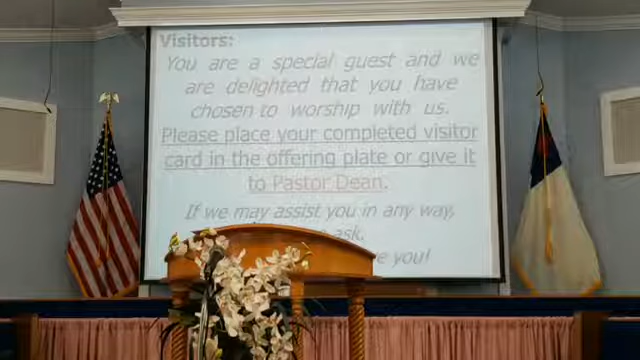 Visitors:
You are a special guest and we
are delighted that you have
chosen to worship with us.
Please place your completed visitor
card in the offering plate or give it
to Pastor Dean.
If we may assist you in any way,
ask.
you!